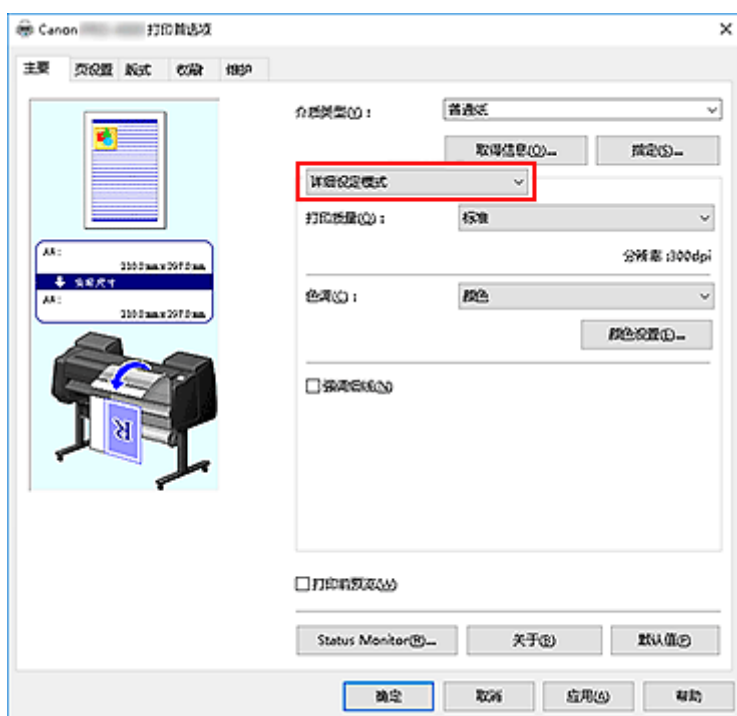 Canon 打印首选项
主要 页设置 版式 收藏 维护
介质类型(Y)： 普通纸
取得信息(O)... 指定(S)...
详细设定模式
打印质量(Q)： 标准
分辨率:300dpi
色调(C)： 颜色
颜色设置(E)...
强调细线(N)
A4:
210.0mm x 297.0mm
页面尺寸
A4:
210.0mm x 297.0mm
R
打印前预览(W)
Status Monitor(R)... 关于(B) 默认值(F)
确定 取消 应用(A) 帮助